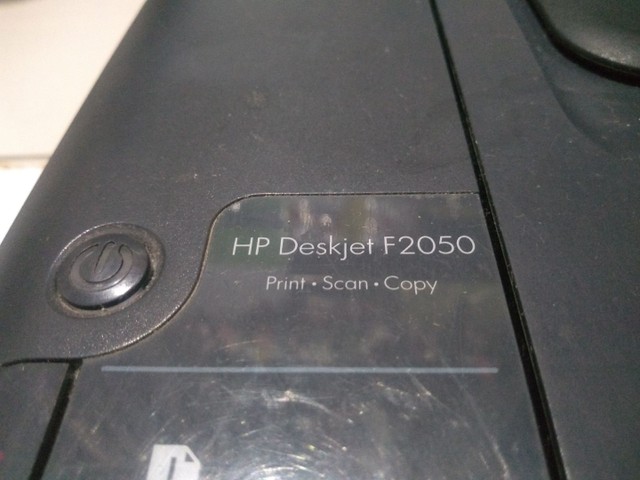 HP Deskjet F2050
Print • Scan • Copy